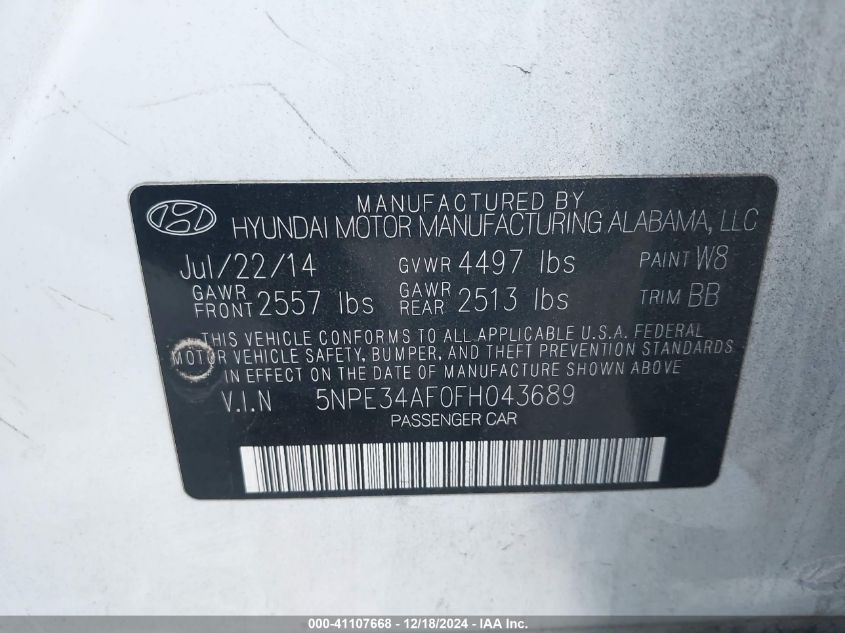 MANUFACTURED BY
HYUNDAI MOTOR MANUFACTURING ALABAMA, LLC
Jul/22/14 GVWR 4497 lbs PAINT W8
GAWR FRONT 2557 lbs GAWR REAR 2513 lbs TRIM BB
THIS VEHICLE CONFORMS TO ALL APPLICABLE U.S.A. FEDERAL
MOTOR VEHICLE SAFETY, BUMPER, AND THEFT PREVENTION STANDARDS
IN EFFECT ON THE DATE OF MANUFACTURE SHOWN ABOVE.
V.I.N 5NPE34AF0FH043689
PASSENGER CAR
000-41107668 - 12/18/2024 - IAA Inc.